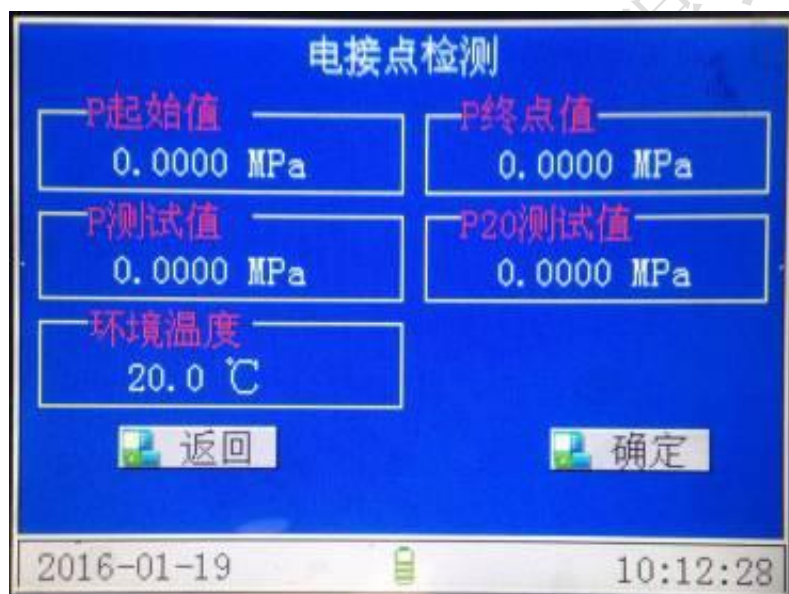 电接点检测
P起始值 P终点值
0.0000 MPa 0.0000 MPa
P测试值 P20测试值
0.0000 MPa 0.0000 MPa
环境温度
20.0 ℃
返回 确定
2016-01-19 10:12:28